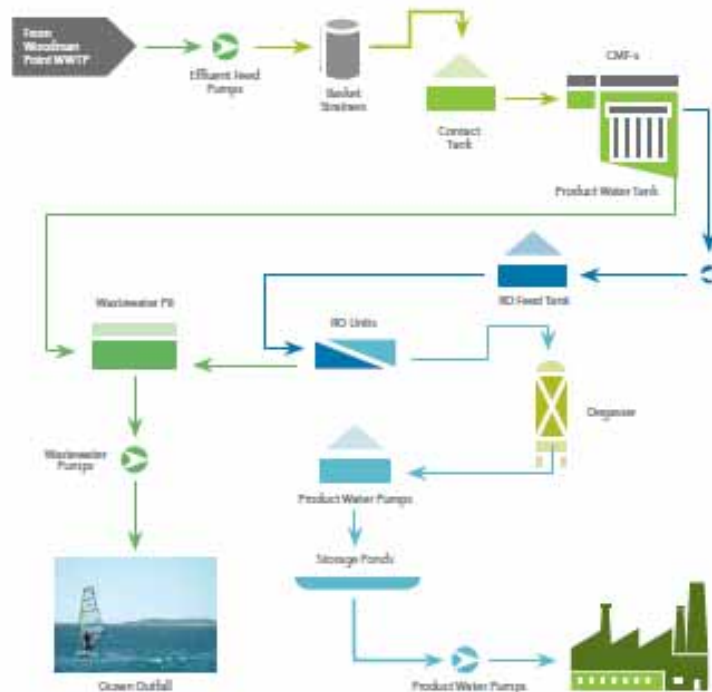 From
Woodman
Point WWTP
Effluent Feed
Pumps
Basket
Strainers
Contact
Tank
CMF-s
Product Water Tank
RO Feed Tank
Wastewater Pit
RO Units
Degasser
Wastewater
Pumps
Product Water Pumps
Storage Ponds
Ocean Outfall
Product Water Pumps